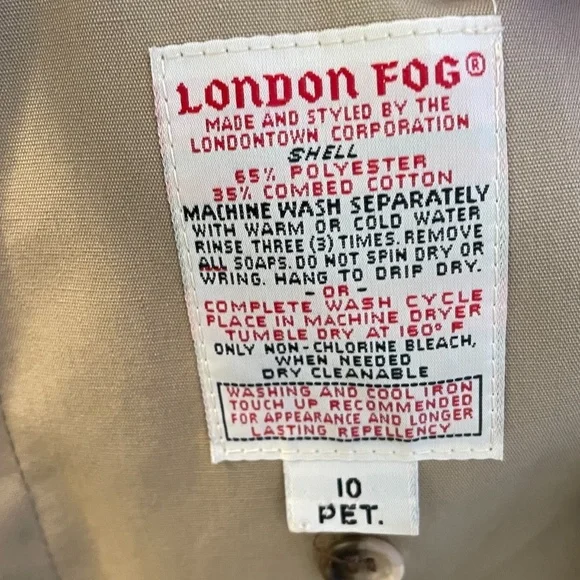 LONDON FOG®
MADE AND STYLED BY THE
LONDONTOWN CORPORATION
SHELL
65% POLYESTER
35% COMBED COTTON
MACHINE WASH SEPARATELY
WITH WARM OR COLD WATER
RINSE THREE (3) TIMES. REMOVE
ALL SOAPS. DO NOT SPIN DRY OR
WRING. HANG TO DRIP DRY.
- OR -
COMPLETE WASH CYCLE
PLACE IN MACHINE DRYER
TUMBLE DRY AT 160° F
ONLY NON-CHLORINE BLEACH,
WHEN NEEDED
DRY CLEANABLE
WASHING AND COOL IRON
TOUCH UP RECOMMENDED
FOR APPEARANCE AND LONGER
LASTING REPELLENCY
10
PET.